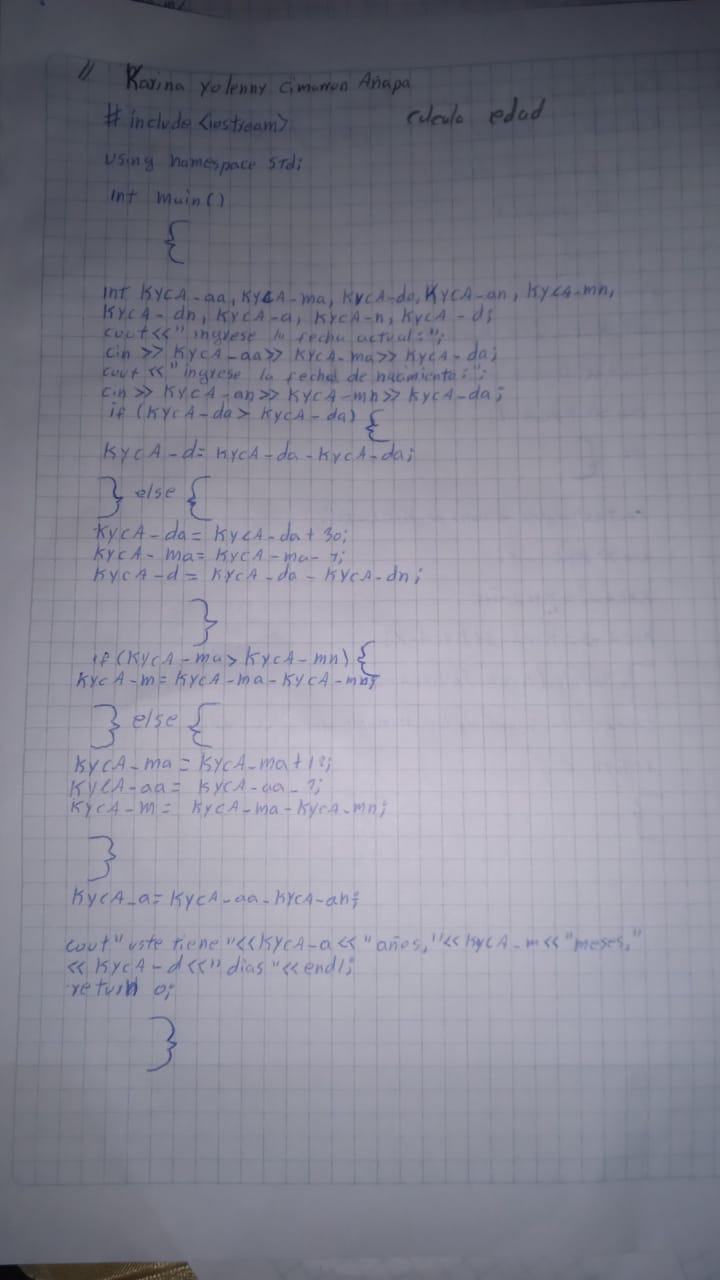 // Karina Yolenny Cimarron Añapa
# include <iostream>
calculo edad
using namespace std;
int main()
{
int KYCA-aa, KYCA-ma, KYCA-da, KYCA-an, KYCA-mn,
KYCA-dn, KYCA-a, KYCA-n, KYCA-d;
cout<<" ingrese la fecha actual:";
cin >> KYCA-aa>> KYCA-ma>> KYCA-da;
cout <<"ingrese la fecha de nacimiento:";
cin >> KYCA-an>> KYCA-mn>> KYCA-da;
if (KYCA-da> KYCA-da) {
KYCA-d= KYCA-da-KYCA-da;
} else {
KYCA-da= KYCA-da+30;
KYCA-ma= KYCA-ma-1;
KYCA-d= KYCA-da-KYCA-dn;
}
if (KYCA-ma> KYCA-mn) {
KYCA-m= KYCA-ma-KYCA-mn;
} else {
KYCA-ma= KYCA-ma+12;
KYCA-aa= KYCA-aa-1;
KYCA-m= KYCA-ma-KYCA-mn;
}
KYCA-a= KYCA-aa-KYCA-an;
cout" uste tiene "<<KYCA-a<<"años,"<<KYCA-m<<"meses,"
<< KYCA-d<<" dias "<<endl;
return 0;
}